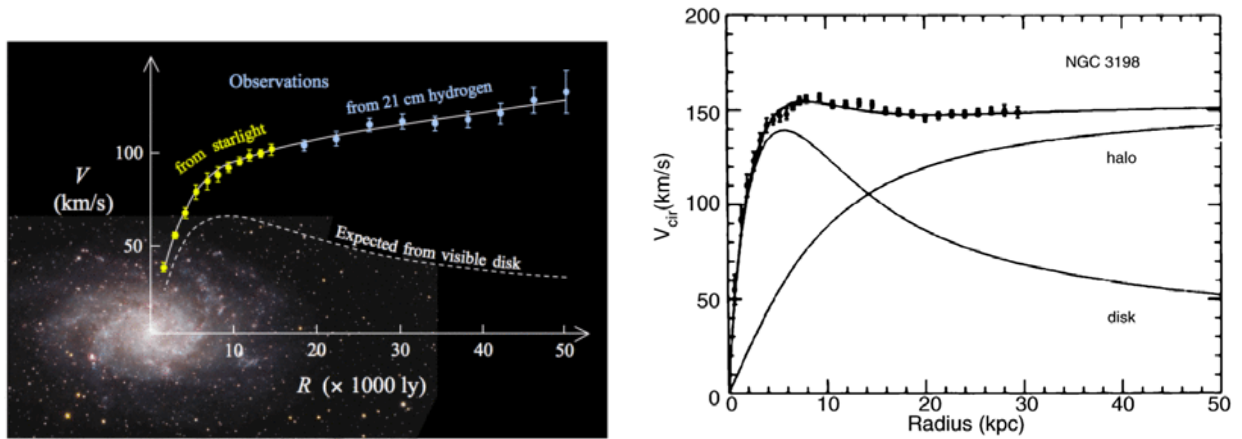 Observations
from starlight
from 21 cm hydrogen
100
V
(km/s)
50
Expected from visible disk
10 20 30 40 50
R (× 1000 ly)
200
NGC 3198
150
V_cir(km/s)
halo
100
50
disk
0
0 10 20 30 40 50
Radius (kpc)